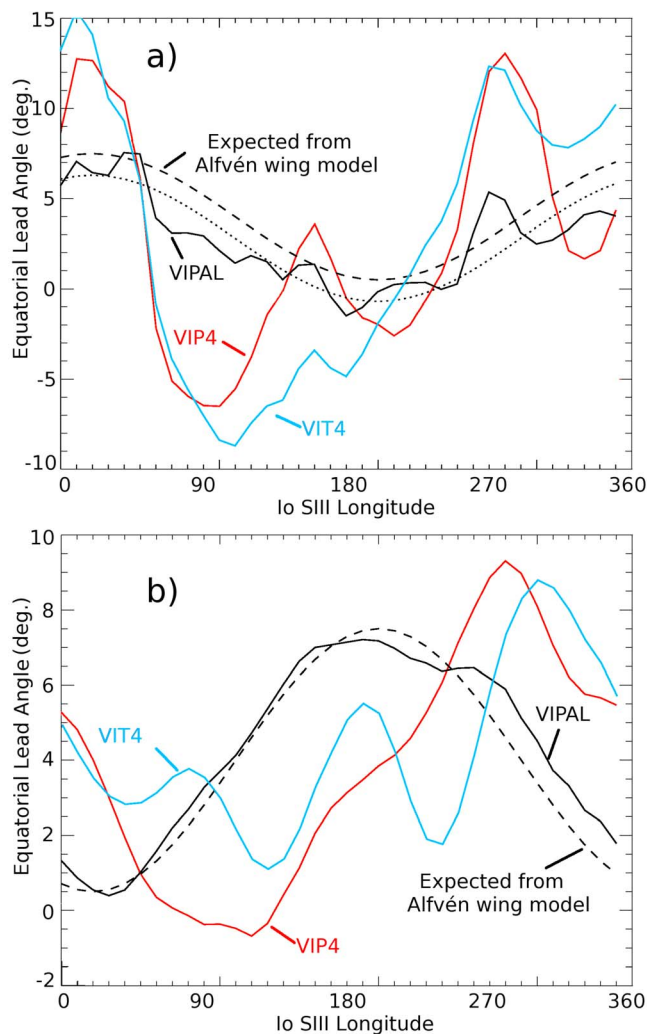 15
a)
10
Expected from
Alfvén wing model
5
VIPAL
0
VIP4
-5
VIT4
-10
Equatorial Lead Angle (deg.)
0
90
180
270
360
Io SIII Longitude
10
b)
8
VIPAL
6
VIT4
4
2
Expected from
Alfvén wing model
0
VIP4
-2
Equatorial Lead Angle (deg.)
0
90
180
270
360
Io SIII Longitude